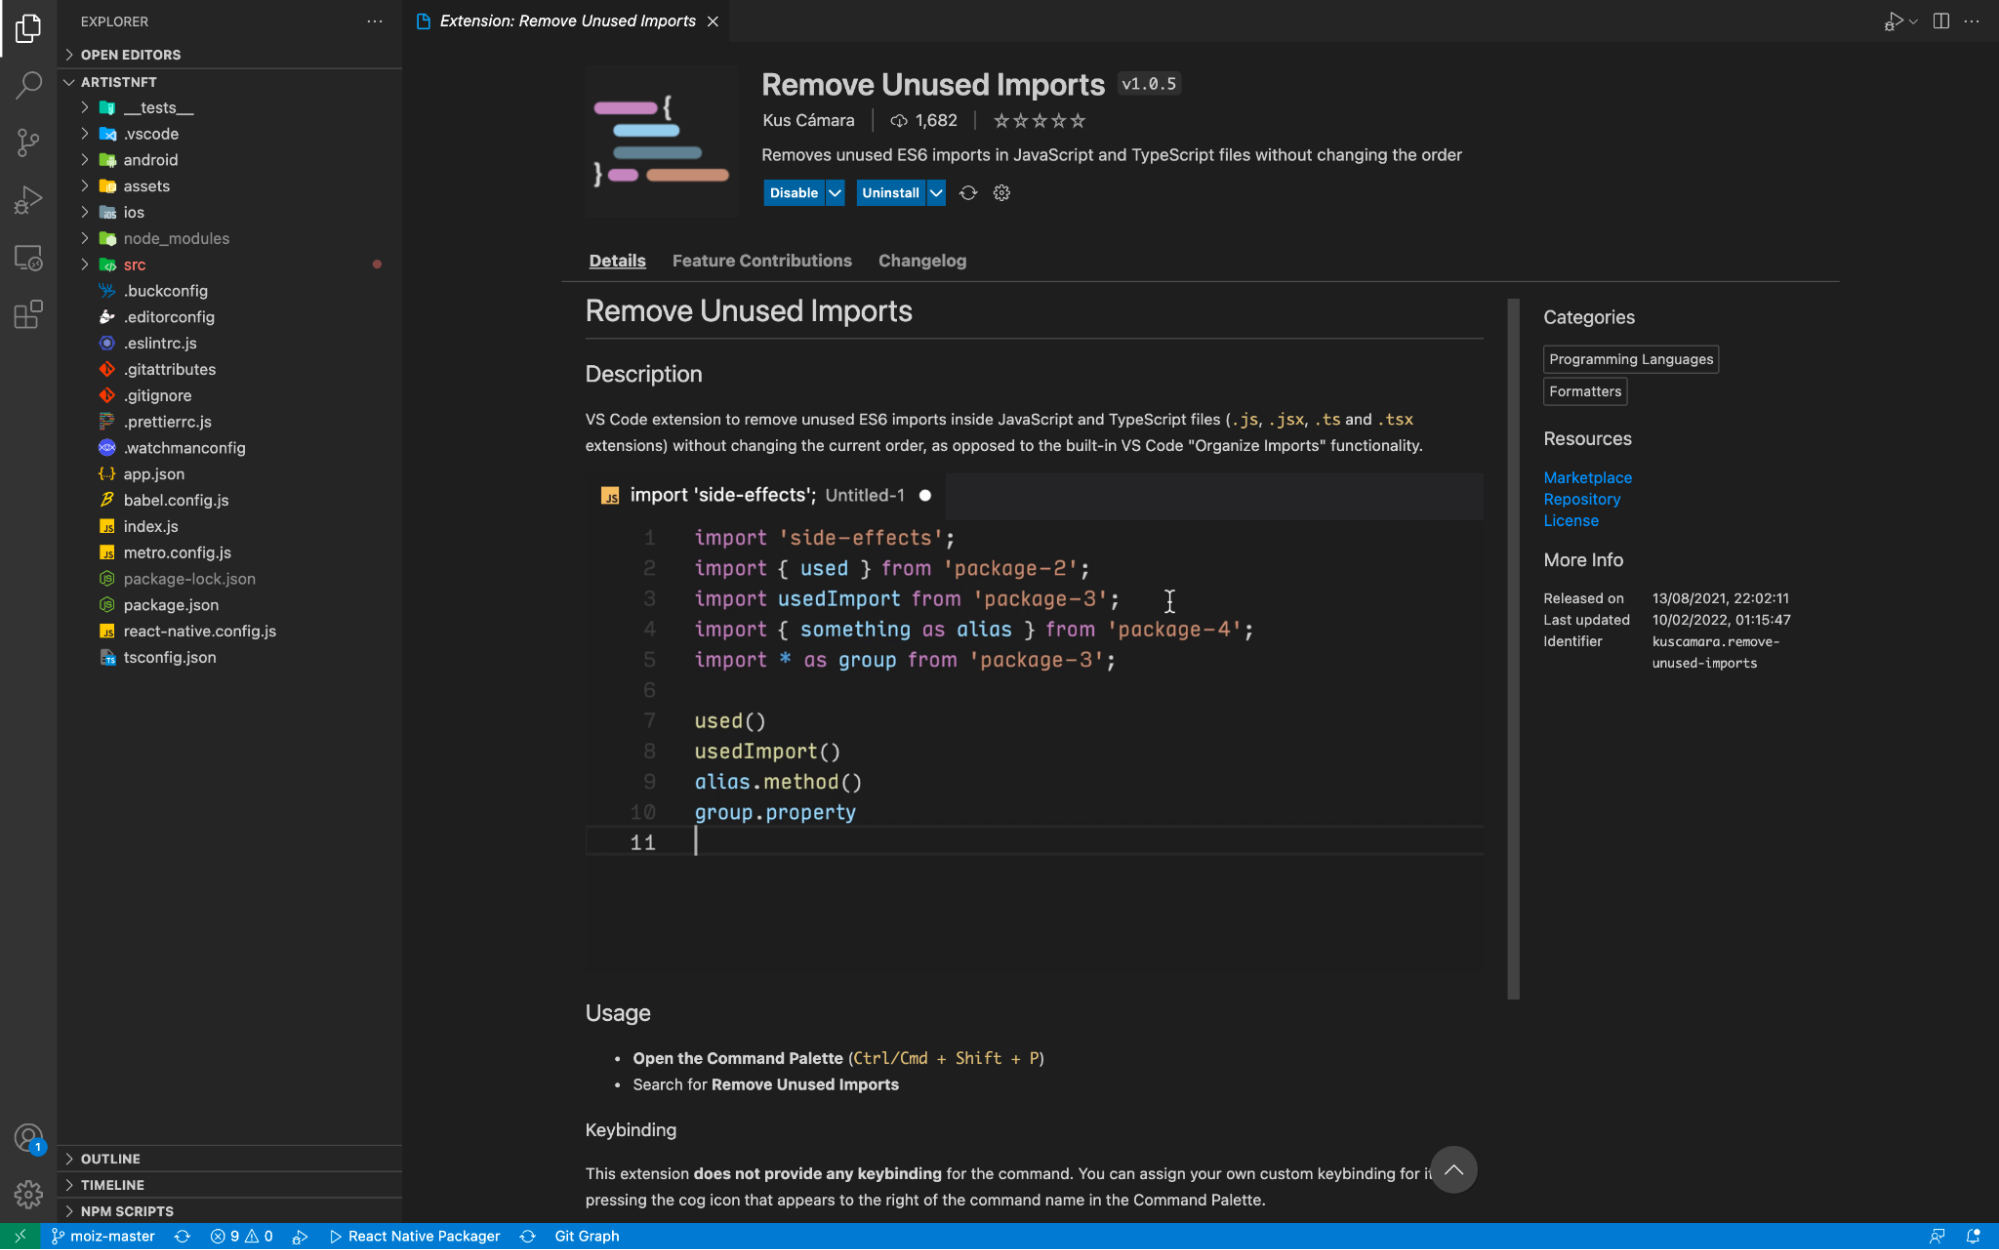 EXPLORER
OPEN EDITORS
ARTISTNFT
__tests__
.vscode
android
assets
ios
node_modules
src
.buckconfig
.editorconfig
.eslintrc.js
.gitattributes
.gitignore
.prettierrc.js
.watchmanconfig
app.json
babel.config.js
index.js
metro.config.js
package-lock.json
package.json
react-native.config.js
tsconfig.json
OUTLINE
TIMELINE
NPM SCRIPTS
Extension: Remove Unused Imports
Remove Unused Imports v1.0.5
Kus Cámara 1,682
Removes unused ES6 imports in JavaScript and TypeScript files without changing the order
Disable Uninstall
Details Feature Contributions Changelog
Remove Unused Imports
Description
VS Code extension to remove unused ES6 imports inside JavaScript and TypeScript files (.js, .jsx, .ts and .tsx
extensions) without changing the current order, as opposed to the built-in VS Code "Organize Imports" functionality.
JS import 'side-effects'; Untitled-1
1 import 'side-effects';
2 import { used } from 'package-2';
3 import usedImport from 'package-3';
4 import { something as alias } from 'package-4';
5 import * as group from 'package-3';
6
7 used()
8 usedImport()
9 alias.method()
10 group.property
11
Usage
• Open the Command Palette (Ctrl/Cmd + Shift + P)
• Search for Remove Unused Imports
Keybinding
This extension does not provide any keybinding for the command. You can assign your own custom keybinding for
pressing the cog icon that appears to the right of the command name in the Command Palette.
Categories
Programming Languages
Formatters
Resources
Marketplace
Repository
License
More Info
Released on 13/08/2021, 22:02:11
Last updated 10/02/2022, 01:15:47
Identifier kuscamara.remove-
unused-imports
1
moiz-master 9 0 React Native Packager Git Graph